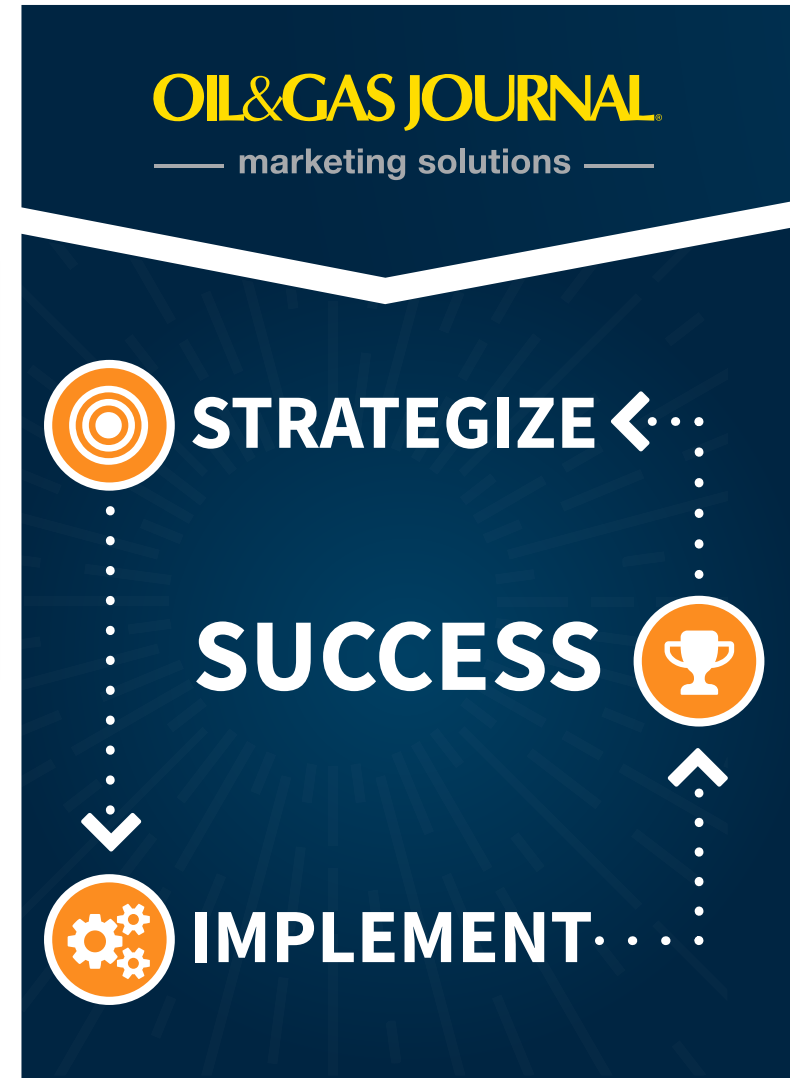 OIL&GAS JOURNAL®
marketing solutions
STRATEGIZE
SUCCESS
IMPLEMENT